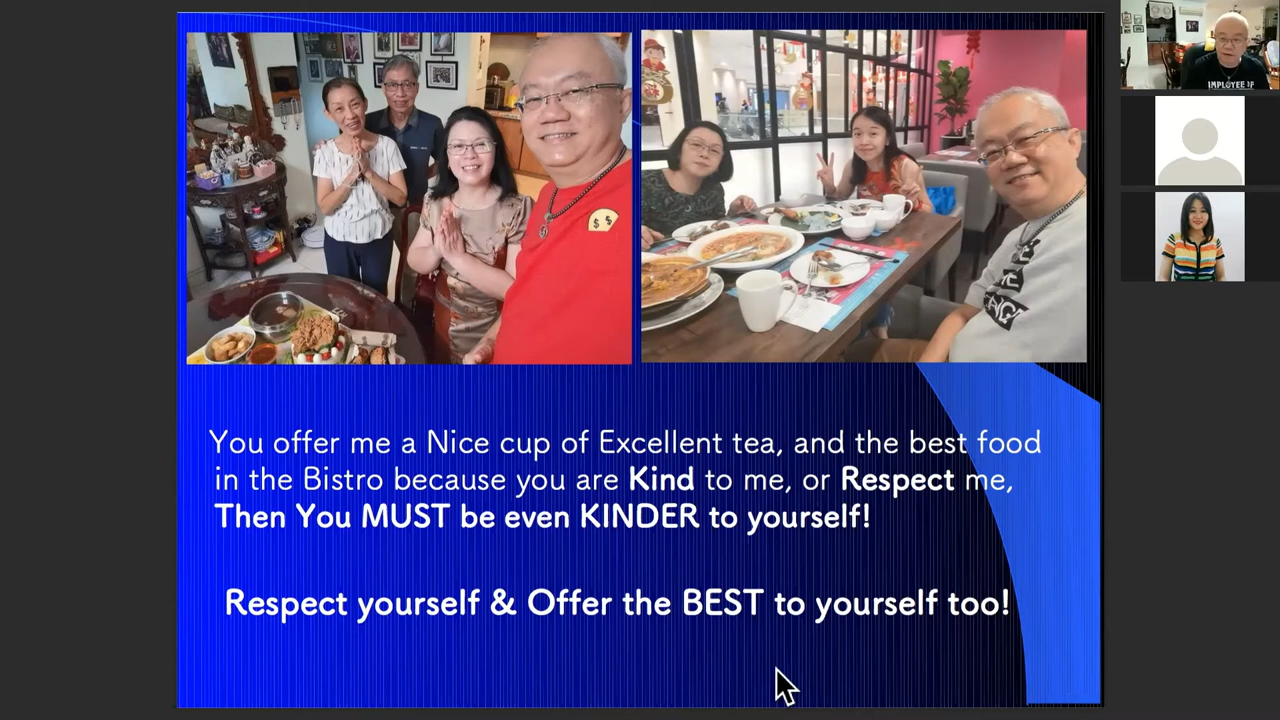 You offer me a Nice cup of Excellent tea, and the best food
in the Bistro because you are Kind to me, or Respect me,
Then You MUST be even KINDER to yourself!
Respect yourself & Offer the BEST to yourself too!
$ $